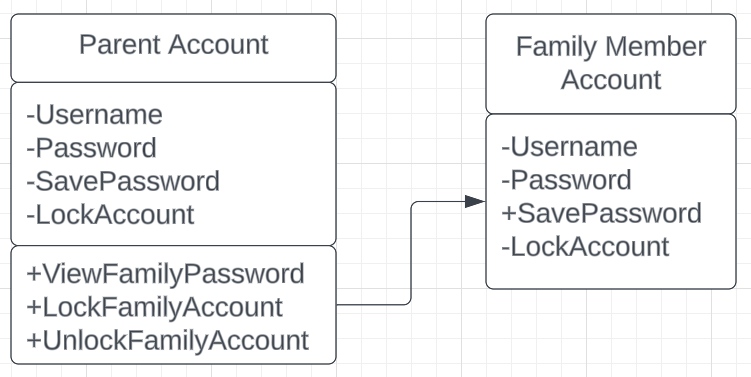 Parent Account
-Username
-Password
-SavePassword
-LockAccount
+ViewFamilyPassword
+LockFamilyAccount
+UnlockFamilyAccount
Family Member
Account
-Username
-Password
+SavePassword
-LockAccount